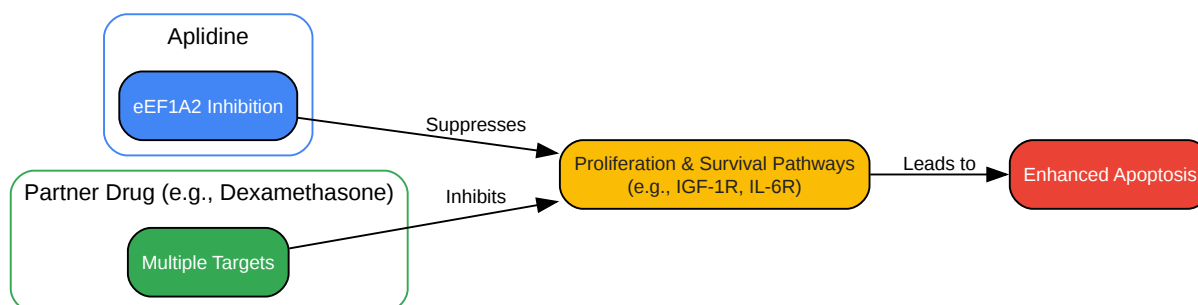 Aplidine
eEF1A2 Inhibition
Suppresses
Partner Drug (e.g., Dexamethasone)
Multiple Targets
Inhibits
Proliferation & Survival Pathways
(e.g., IGF-1R, IL-6R)
Leads to
Enhanced Apoptosis